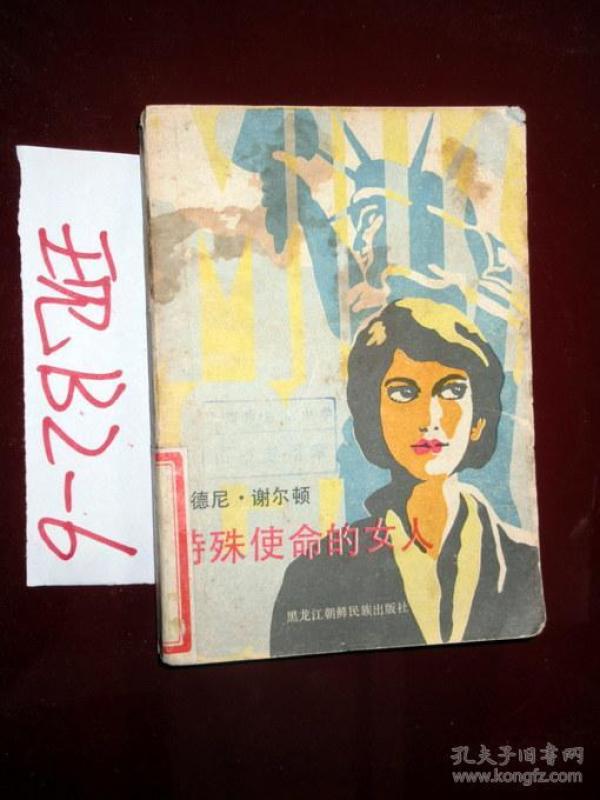 现B2-6
德尼·谢尔顿
特殊使命的女人
黑龙江朝鲜民族出版社
孔夫子旧书网
www.kongfz.com